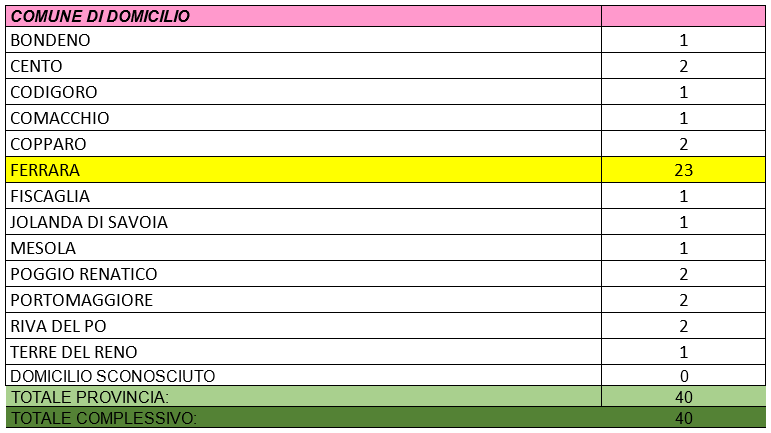 COMUNE DI DOMICILIO
BONDENO 1
CENTO 2
CODIGORO 1
COMACCHIO 1
COPPARO 2
FERRARA 23
FISCAGLIA 1
JOLANDA DI SAVOIA 1
MESOLA 1
POGGIO RENATICO 2
PORTOMAGGIORE 2
RIVA DEL PO 2
TERRE DEL RENO 1
DOMICILIO SCONOSCIUTO 0
TOTALE PROVINCIA: 40
TOTALE COMPLESSIVO: 40